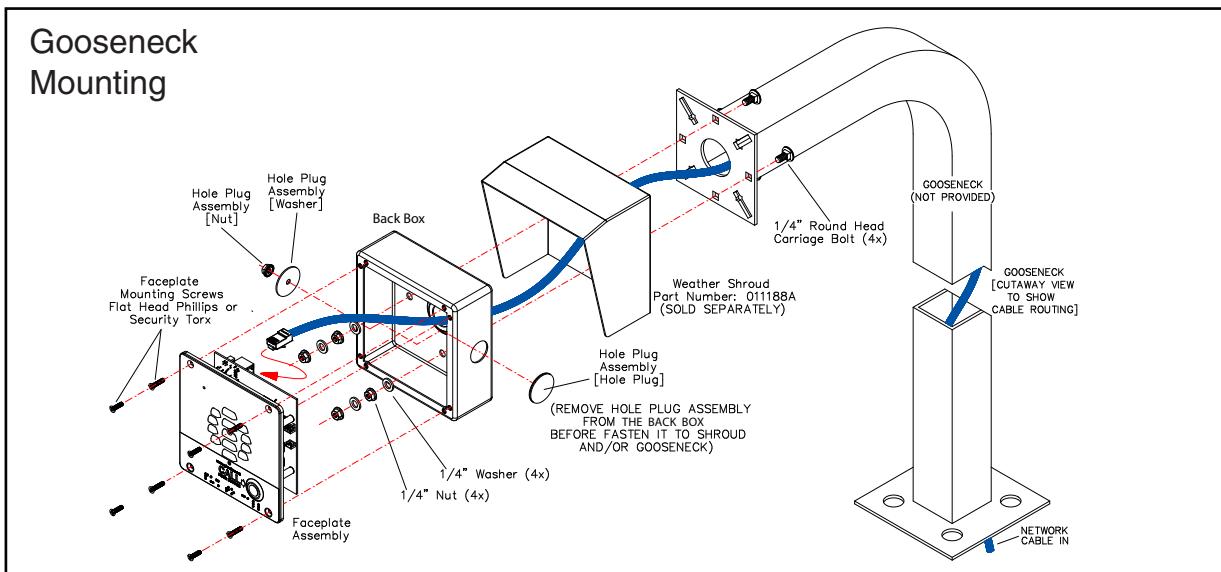 Gooseneck
Mounting
Hole Plug
Assembly
[Nut]
Hole Plug
Assembly
[Washer]
Back Box
Faceplate
Mounting Screws
Flat Head Phillips or
Security Torx
Weather Shroud
Part Number: 011188A
(SOLD SEPARATELY)
1/4" Round Head
Carriage Bolt (4x)
GOOSENECK
(NOT PROVIDED)
GOOSENECK
[CUTAWAY VIEW
TO SHOW
CABLE ROUTING]
Hole Plug
Assembly
[Hole Plug]
(REMOVE HOLE PLUG ASSEMBLY
FROM THE BACK BOX
BEFORE FASTEN IT TO SHROUD
AND/OR GOOSENECK)
1/4" Washer (4x)
1/4" Nut (4x)
CALL
Faceplate
Assembly
NETWORK
CABLE IN